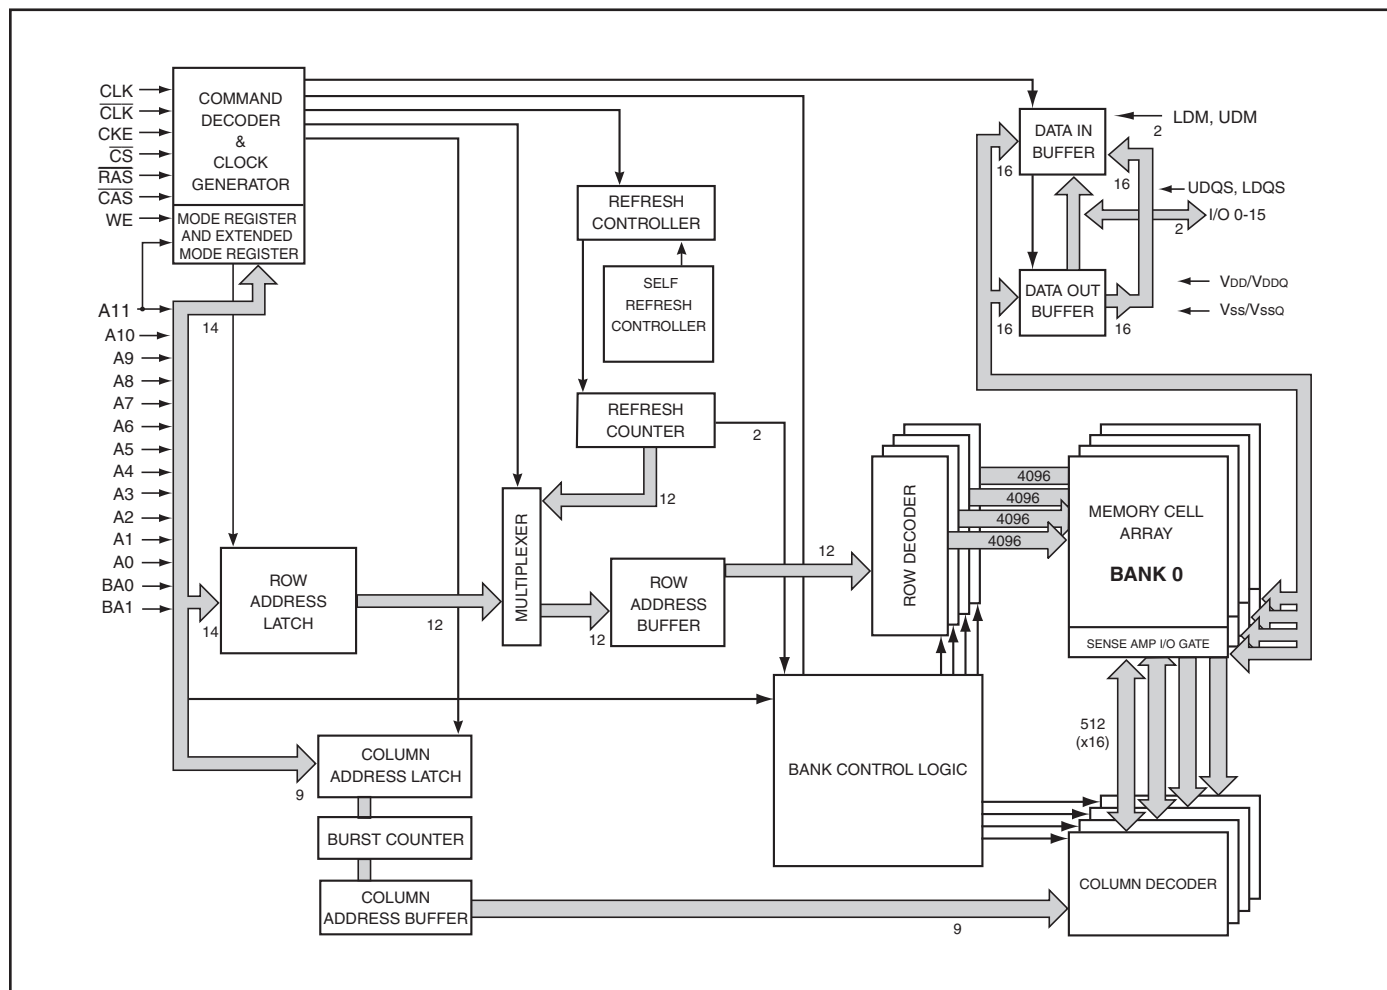 CLK
CLK
CKE
CS
RAS
CAS
WE
A11
A10
A9
A8
A7
A6
A5
A4
A3
A2
A1
A0
BA0
BA1
COMMAND
DECODER
&
CLOCK
GENERATOR
MODE REGISTER
AND EXTENDED
MODE REGISTER
14
14
9
ROW
ADDRESS
LATCH
12
REFRESH
CONTROLLER
SELF
REFRESH
CONTROLLER
REFRESH
COUNTER
2
12
MULTIPLEXER
12
ROW
ADDRESS
BUFFER
12
COLUMN
ADDRESS LATCH
BURST COUNTER
COLUMN
ADDRESS BUFFER
9
BANK CONTROL LOGIC
ROW DECODER
4096
4096
4096
4096
MEMORY CELL
ARRAY
BANK 0
SENSE AMP I/O GATE
512
(x16)
COLUMN DECODER
DATA IN
BUFFER
16
16
DATA OUT
BUFFER
16
16
LDM, UDM
2
UDQS, LDQS
I/O 0-15
2
VDD/VDDQ
VSS/VSSQ